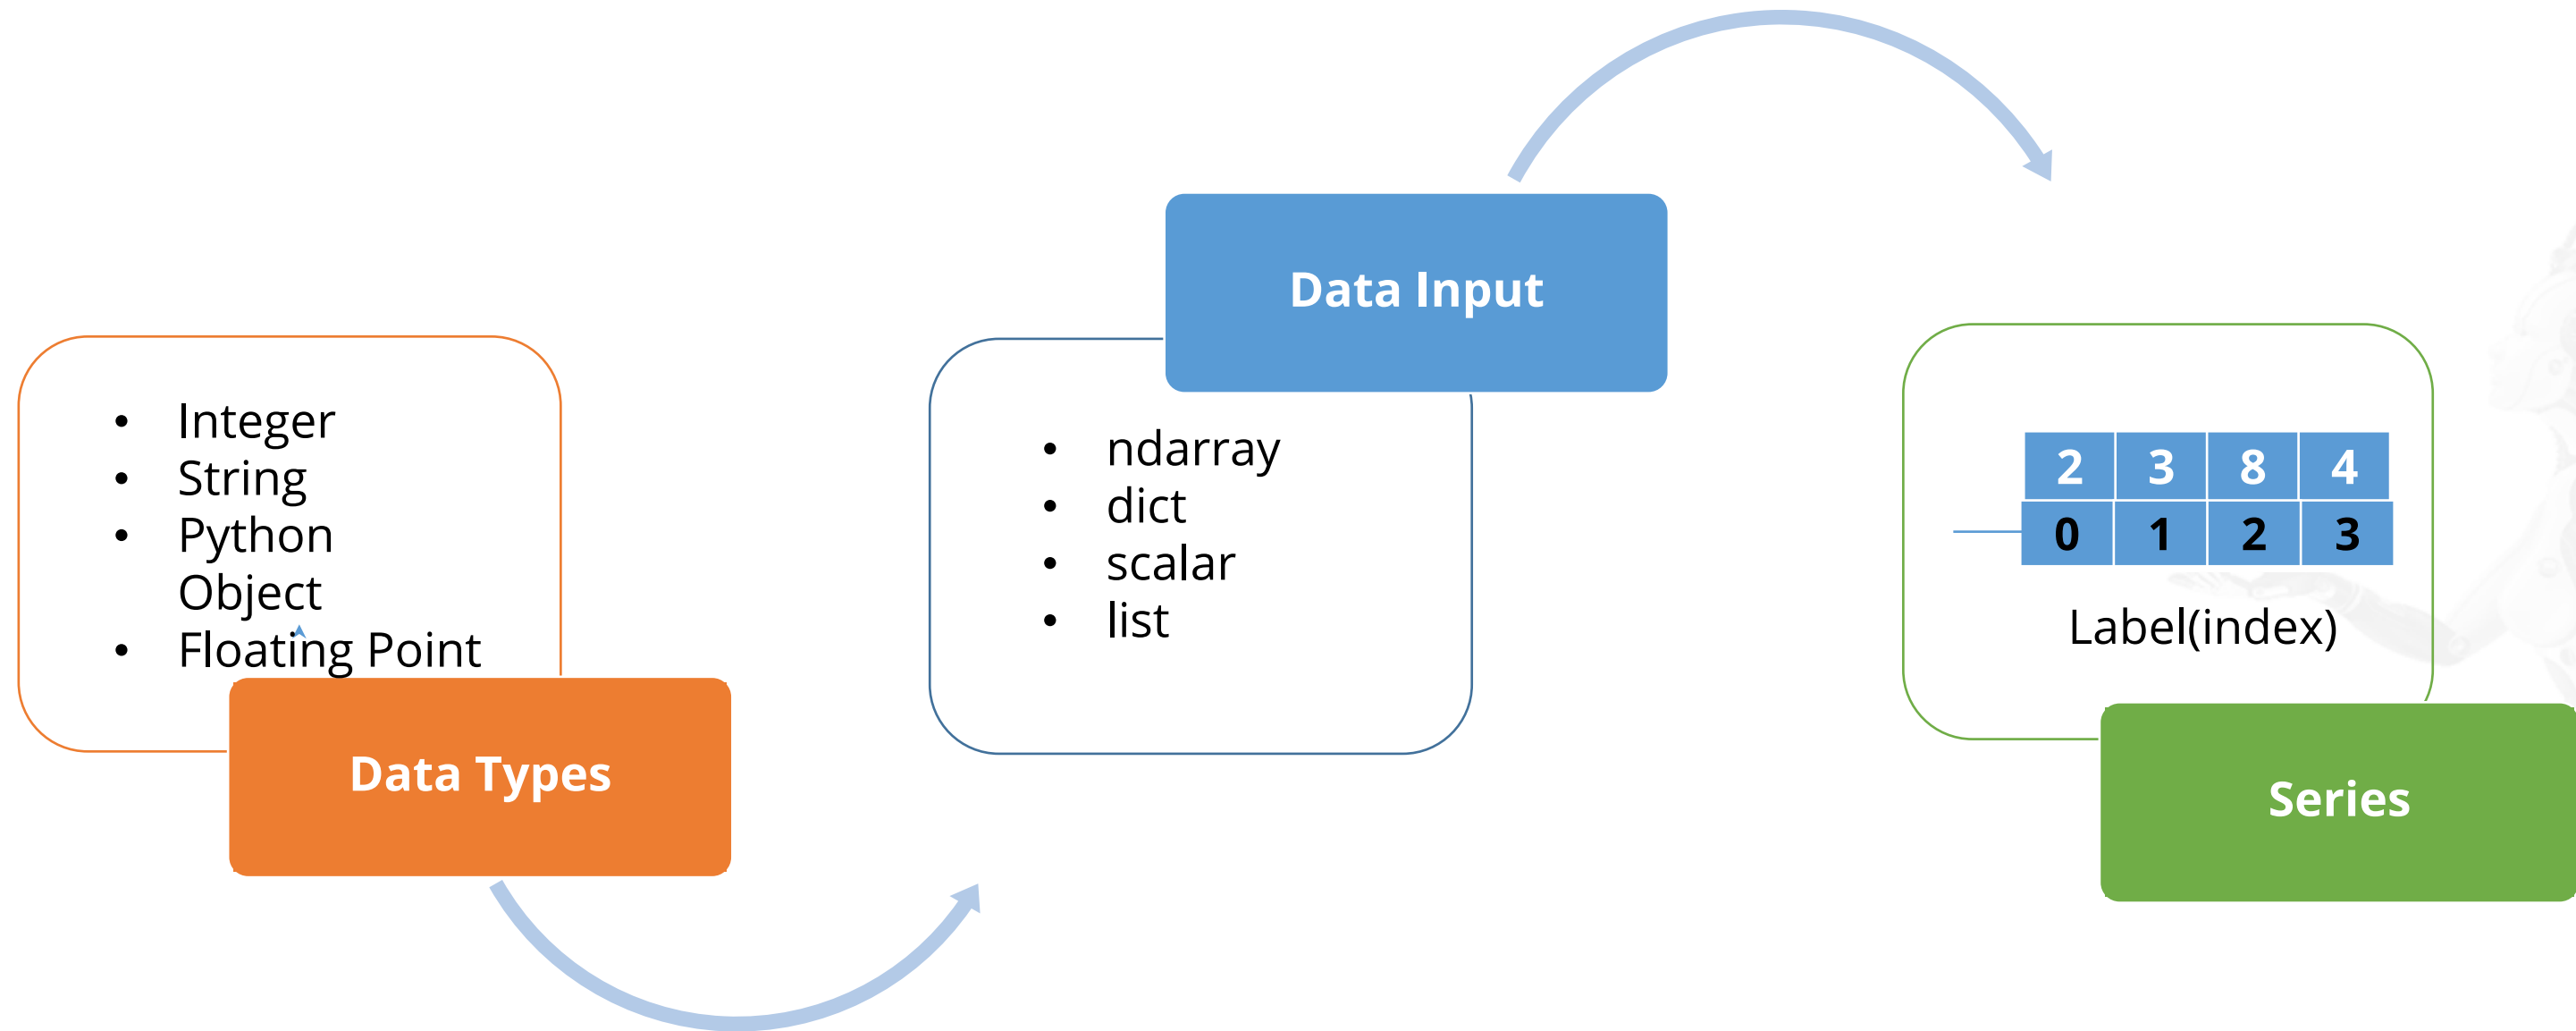 • Integer
• String
• Python
Object
• Floating Point
Data Types
Data Input
• ndarray
• dict
• scalar
• list
2 3 8 4
0 1 2 3
Label(index)
Series